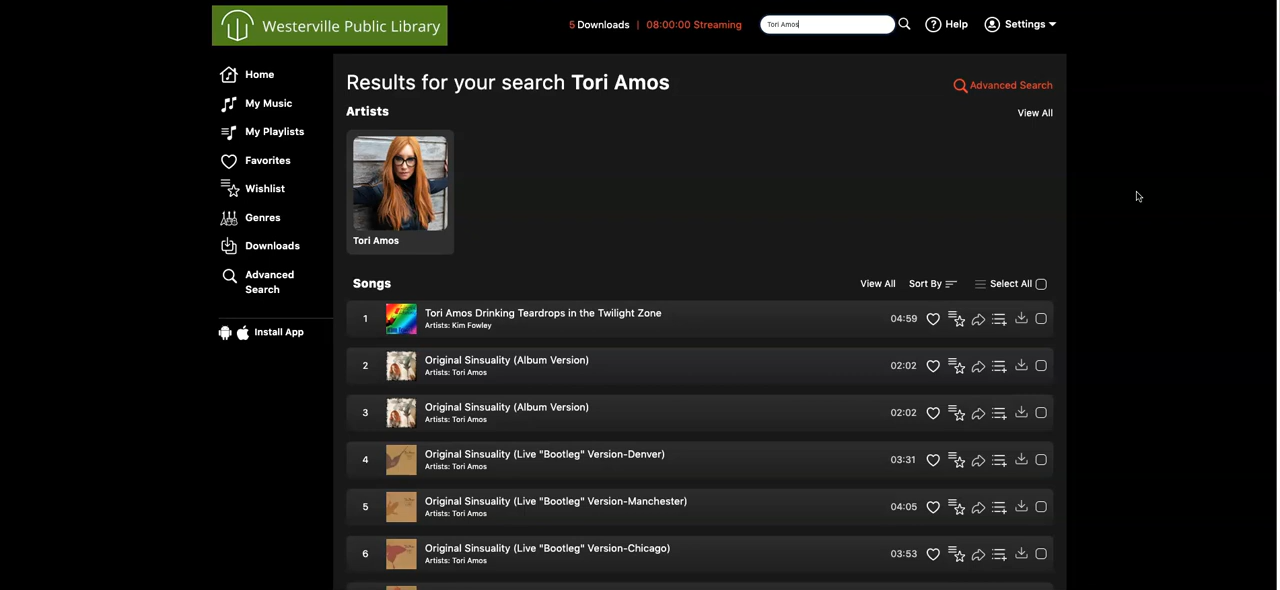 Westerville Public Library
5 Downloads | 08:00:00 Streaming
Tori Amos
Help
Settings
Home
My Music
My Playlists
Favorites
Wishlist
Genres
Downloads
Advanced
Search
Install App
Results for your search Tori Amos
Advanced Search
Artists
View All
Tori Amos
Songs
View All
Sort By
Select All
1
Tori Amos Drinking Teardrops in the Twilight Zone
Artists: Kim Fowley
04:59
2
Original Sinsuality (Album Version)
Artists: Tori Amos
02:02
3
Original Sinsuality (Album Version)
Artists: Tori Amos
02:02
4
Original Sinsuality (Live "Bootleg" Version-Denver)
Artists: Tori Amos
03:31
5
Original Sinsuality (Live "Bootleg" Version-Manchester)
Artists: Tori Amos
04:05
6
Original Sinsuality (Live "Bootleg" Version-Chicago)
Artists: Tori Amos
03:53